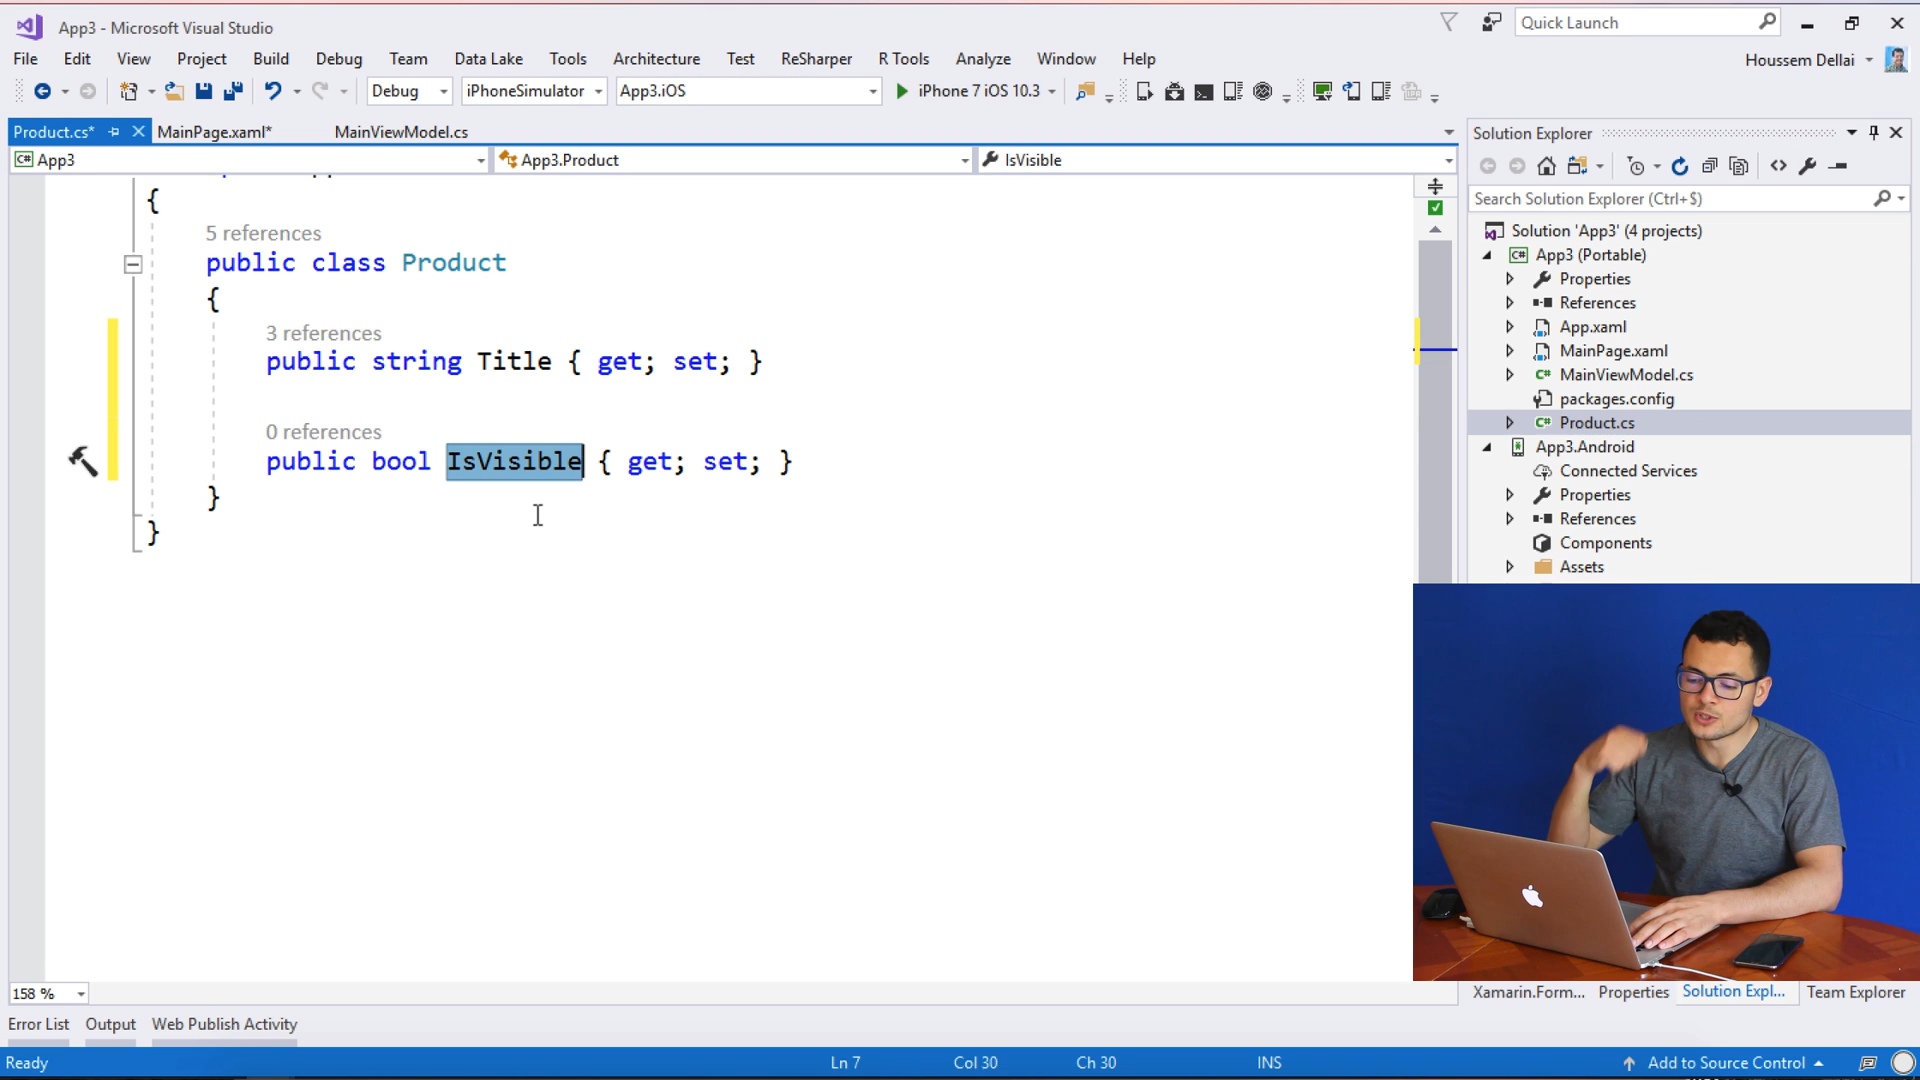 App3 - Microsoft Visual Studio
Quick Launch
File Edit View Project Build Debug Team Data Lake Tools Architecture Test ReSharper R Tools Analyze Window Help
Houssem Dellai
Debug iPhoneSimulator App3.iOS iPhone 7 iOS 10.3
Product.cs* MainPage.xaml* MainViewModel.cs
App3 App3.Product IsVisible
{
5 references
public class Product
{
3 references
public string Title { get; set; }
0 references
public bool IsVisible { get; set; }
}
}
158 %
Solution Explorer
Search Solution Explorer (Ctrl+$)
Solution 'App3' (4 projects)
App3 (Portable)
Properties
References
App.xaml
MainPage.xaml
MainViewModel.cs
packages.config
Product.cs
App3.Android
Connected Services
Properties
References
Components
Assets
Xamarin.Form... Properties Solution Expl... Team Explorer
Error List Output Web Publish Activity
Ready Ln 7 Col 30 Ch 30 INS Add to Source Control